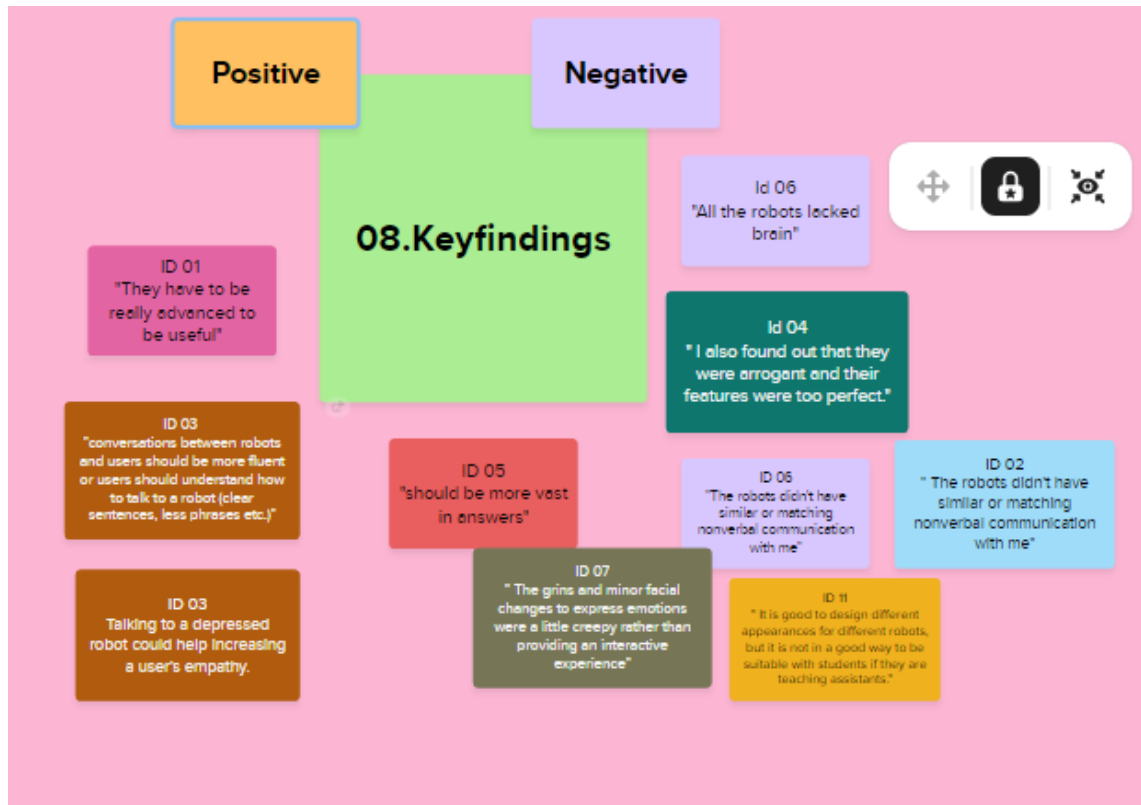 Positive
Negative
08.Keyfindings
Id 06
"All the robots lacked
brain"
ID 01
"They have to be
really advanced to
be useful"
Id 04
" I also found out that they
were arrogant and their
features were too perfect."
ID 03
"conversations between robots
and users should be more fluent
or users should understand how
to talk to a robot (clear
sentences, less phrases etc.)"
ID 05
"should be more vast
in answers"
ID 06
"The robots didn't have
similar or matching
nonverbal communication
with me"
ID 02
" The robots didn't have
similar or matching
nonverbal communication
with me"
ID 07
" The grins and minor facial
changes to express emotions
were a little creepy rather than
providing an interactive
experience"
ID 11
" It is good to design different
appearances for different robots,
but it is not in a good way to be
suitable with students if they are
teaching assistants."
ID 03
Talking to a depressed
robot could help increasing
a user's empathy.